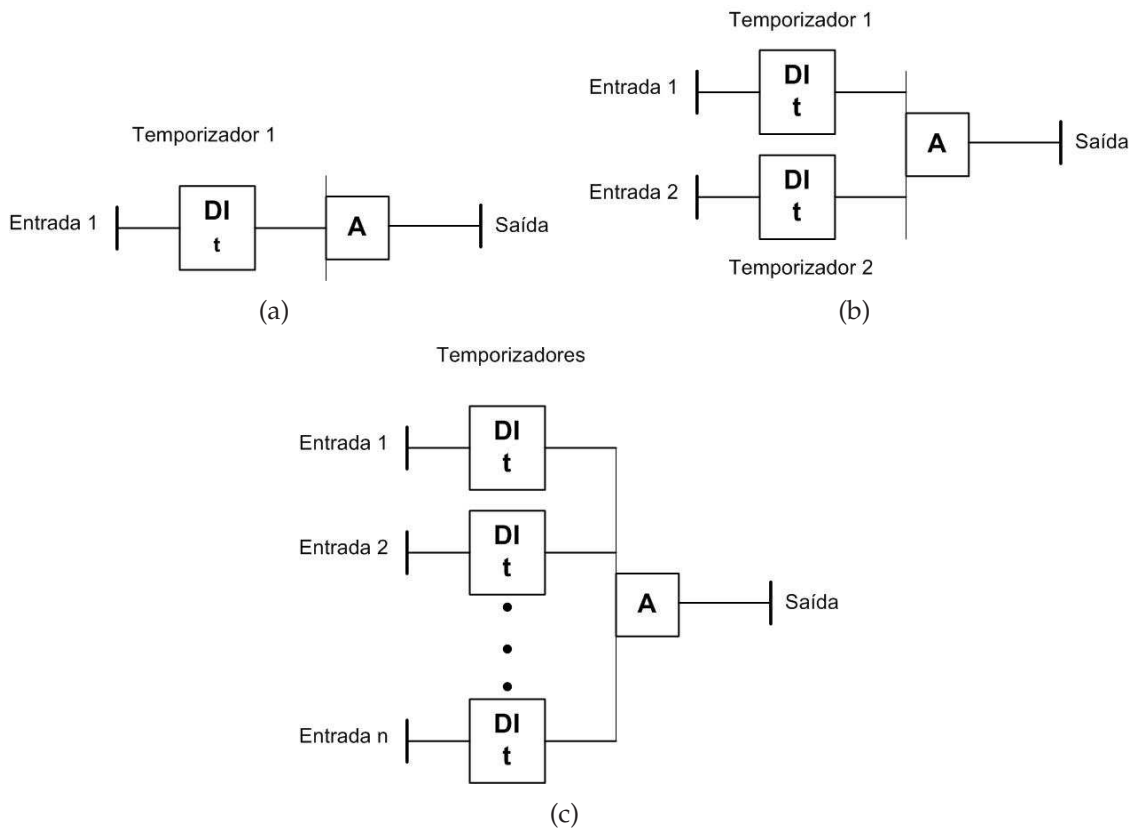 Temporizador 1
Entrada 1
DI
t
A
Saída
(a)
Temporizador 1
Entrada 1
DI
t
Entrada 2
DI
t
A
Saída
Temporizador 2
(b)
Temporizadores
Entrada 1
DI
t
Entrada 2
DI
t
A
Saída
Entrada n
DI
t
(c)